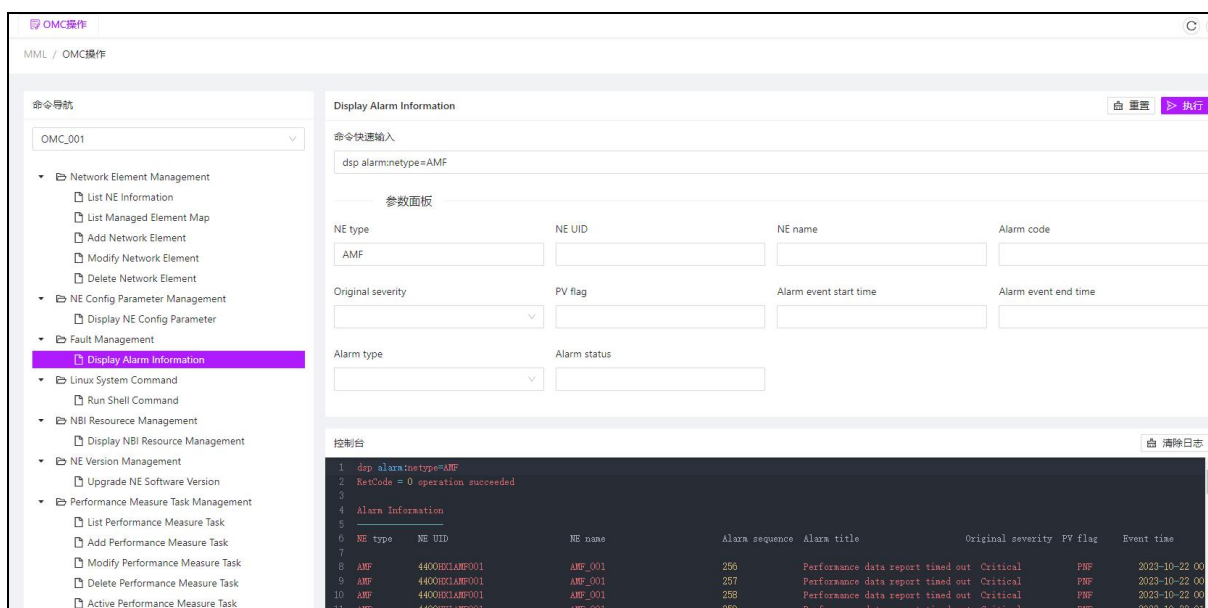 OMC操作
MML / OMC操作
命令导航
OMC_001
Network Element Management
List NE Information
List Managed Element Map
Add Network Element
Modify Network Element
Delete Network Element
NE Config Parameter Management
Display NE Config Parameter
Fault Management
Display Alarm Information
Linux System Command
Run Shell Command
NBI Resourece Management
Display NBI Resource Management
NE Version Management
Upgrade NE Software Version
Performance Measure Task Management
List Performance Measure Task
Add Performance Measure Task
Modify Performance Measure Task
Delete Performance Measure Task
Active Performance Measure Task
Display Alarm Information 重置 执行
命令快速输入
dsp alarm:netype=AMF
参数面板
NE type NE UID NE name Alarm code
AMF
Original severity PV flag Alarm event start time Alarm event end time
Alarm type Alarm status
控制台 清除日志
1 dsp alarm:netype=AMF
2 RetCode = 0 operation succeeded
3
4 Alarm Information
5 --------------------
6 NE type NE UID NE name Alarm sequence Alarm title Original severity PV flag Event time
7
8 AMF 4400HX1AMF001 AMF_001 256 Performance data report timed out Critical PNF 2023-10-22 00
9 AMF 4400HX1AMF001 AMF_001 257 Performance data report timed out Critical PNF 2023-10-22 00
10 AMF 4400HX1AMF001 AMF_001 258 Performance data report timed out Critical PNF 2023-10-22 00